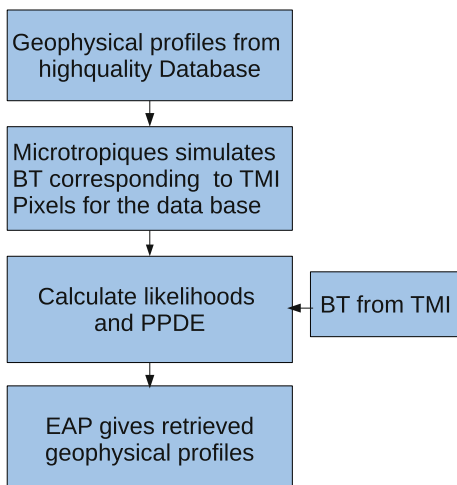 Geophysical profiles from
highquality Database
Microtropiques simulates
BT corresponding to TMI
Pixels for the data base
Calculate likelihoods
and PPDE
BT from TMI
EAP gives retrieved
geophysical profiles